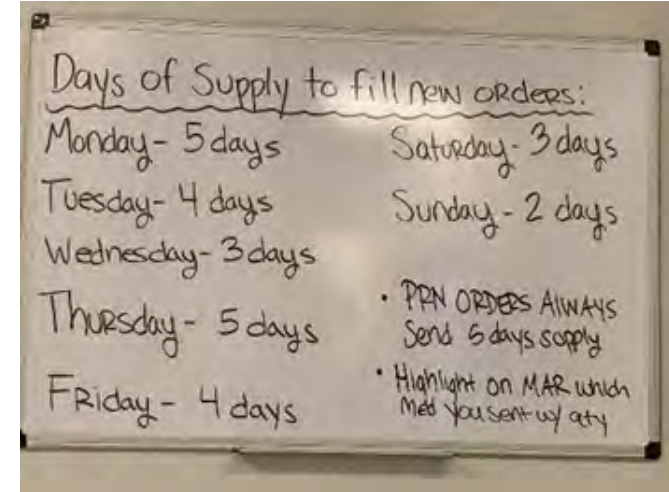 Days of Supply to fill new orders:
Monday - 5 days
Tuesday - 4 days
Wednesday - 3 days
Thursday - 5 days
Friday - 4 days
Saturday - 3 days
Sunday - 2 days
• PRN ORDERS AlWAYS
Send 5 days supply
• Highlight on MAR which
Med you sent w/ qty